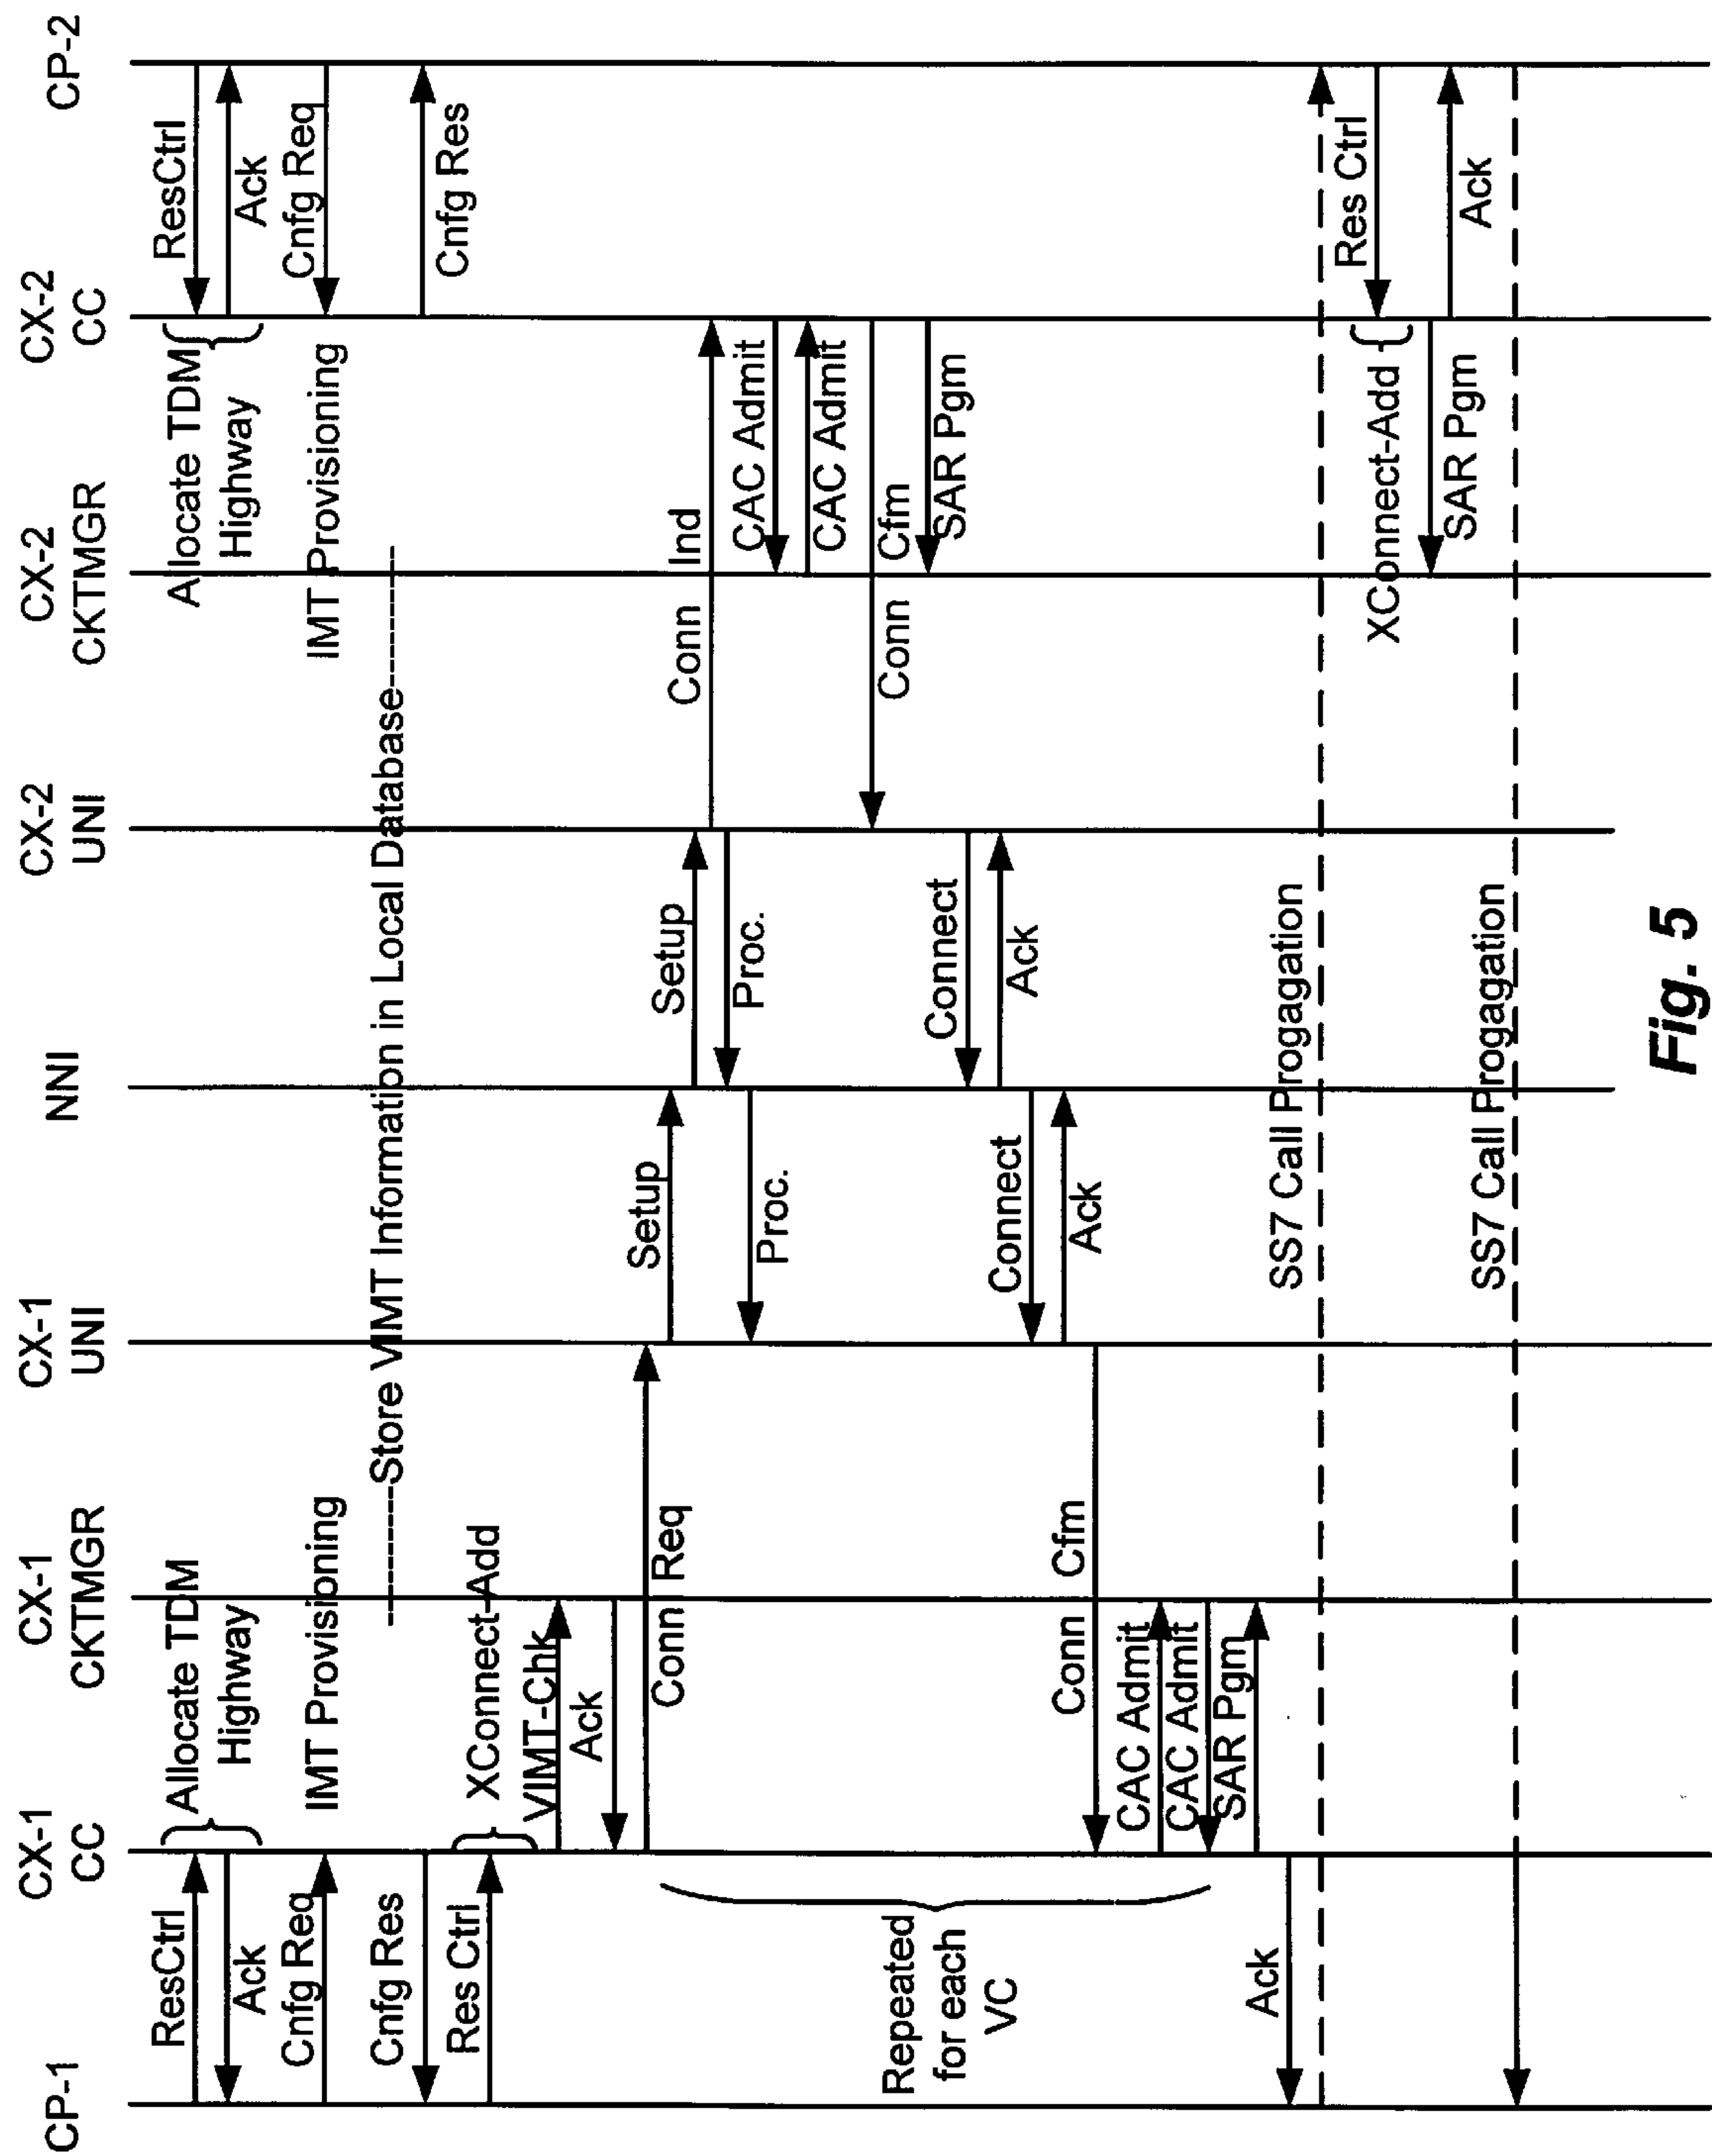 CP-1
CX-1
CC
CX-1
CKTMGR
CX-1
UNI
NNI
CX-2
UNI
CX-2
CKTMGR
CX-2
CC
CP-2
ResCtrl
Allocate TDM
Highway
Allocate TDM
Highway
ResCtrl
Ack
Ack
Cnfg Req
IMT Provisioning
IMT Provisioning
Cnfg Req
-------Store VIMT Information in Local Database-------
Cnfg Res
Cnfg Res
Res Ctrl
XConnect-Add
VIMT-Chk
Ack
Conn Req
Setup
Setup
Conn Ind
Proc.
Proc.
CAC Admit
CAC Admit
Conn Cfm
SAR Pgm
Repeated
for each
VC
Connect
Ack
Connect
Ack
Conn Cfm
CAC Admit
CAC Admit
SAR Pgm
Ack
SS7 Call Progagation
XConnect-Add
Res Ctrl
SAR Pgm
Ack
SS7 Call Progagation
Fig. 5